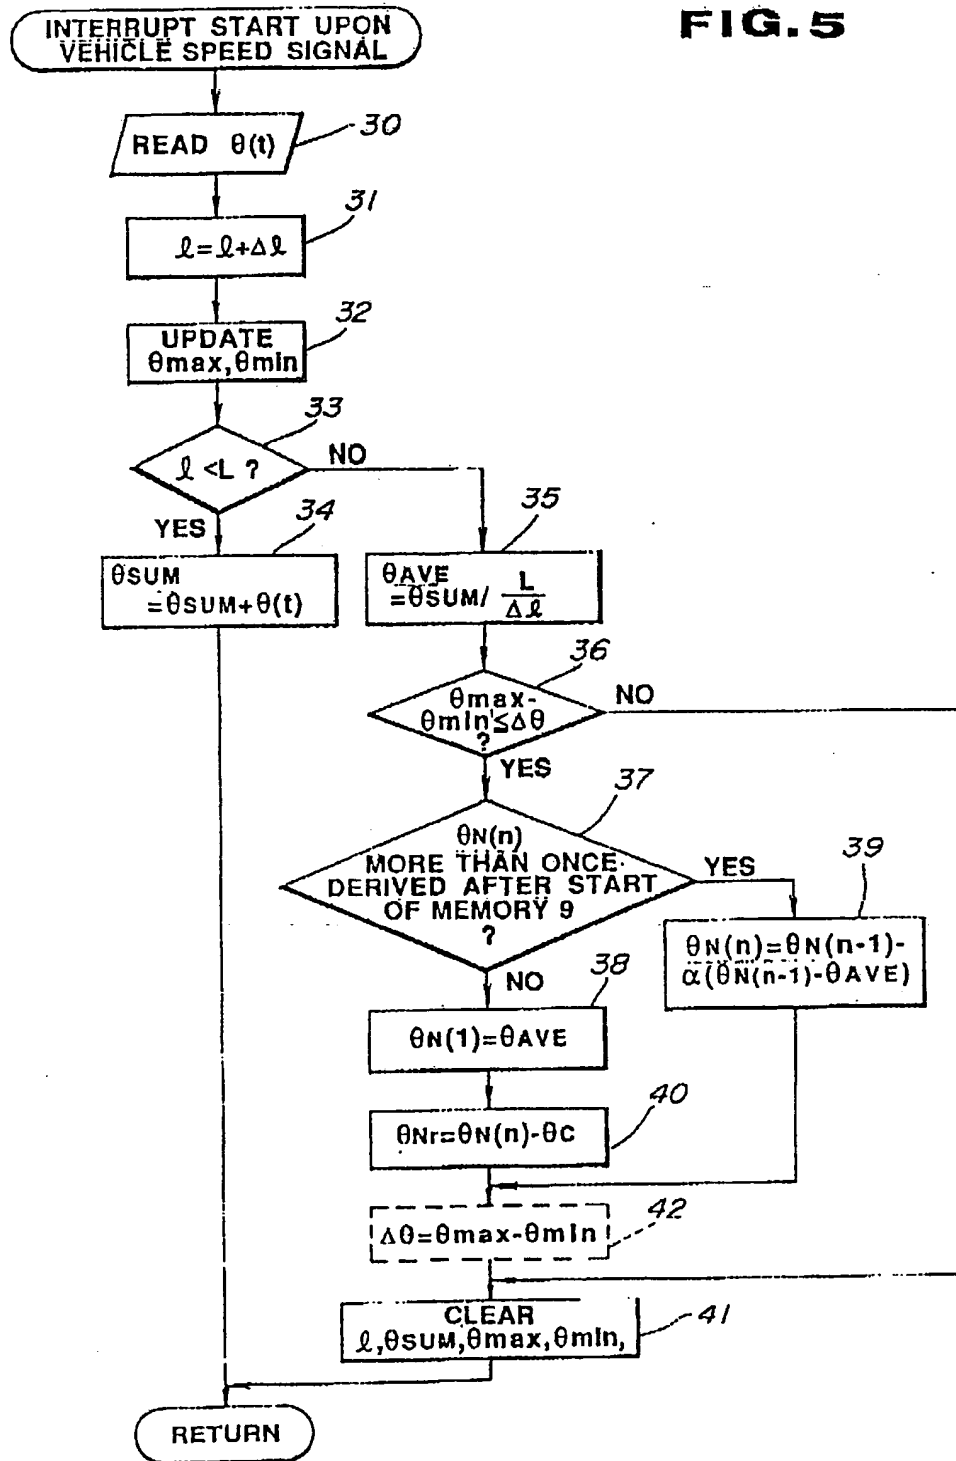 FIG.5
INTERRUPT START UPON
VEHICLE SPEED SIGNAL
READ θ(t)
30
31
ℓ=ℓ+Δℓ
32
UPDATE
θmax,θmin
33
ℓ <L ?
NO
YES
34
35
θSUM
=θSUM+θ(t)
θAVE
=θSUM/ L
Δℓ
36
θmax-
θmin≦Δθ
?
NO
YES
37
θN(n)
MORE THAN ONCE
DERIVED AFTER START
OF MEMORY 9
?
YES
39
NO
38
θN(n)=θN(n-1)-
α(θN(n-1)-θAVE)
θN(1)=θAVE
40
θNr=θN(n)-θC
42
Δθ=θmax-θmin
CLEAR
ℓ,θSUM,θmax,θmin,
41
RETURN